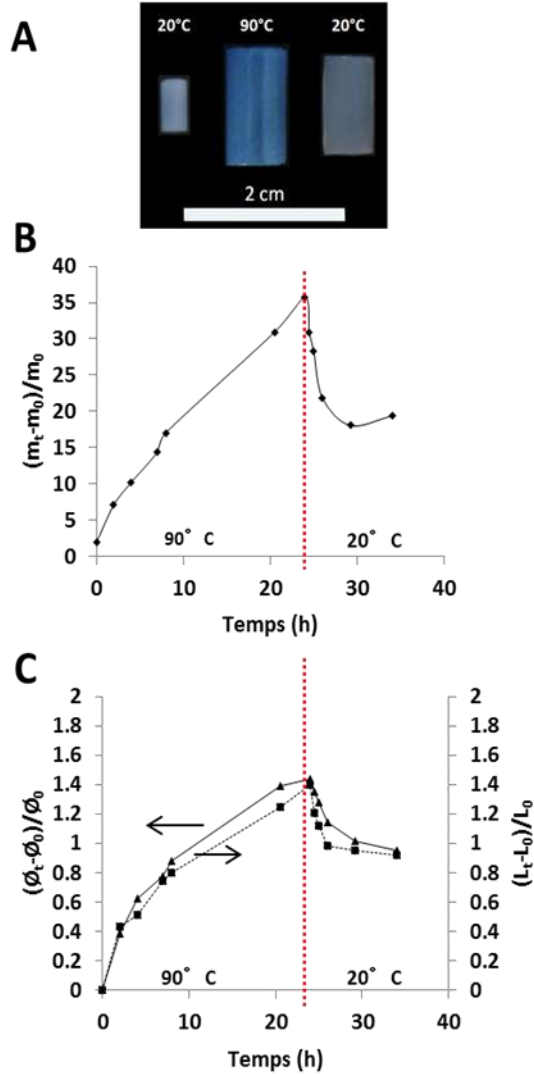 A
20°C 90°C 20°C
2 cm
B
40
35
30
25
20
15
10
5
0
(mt-m0)/m0
90° C 20° C
0 10 20 30 40
Temps (h)
C
2 2
1.8 1.8
1.6 1.6
1.4 1.4
1.2 1.2
1 1
0.8 0.8
0.6 0.6
0.4 0.4
0.2 0.2
0 0
(Øt-Ø0)/Ø0
(Lt-L0)/L0
90° C 20° C
0 10 20 30 40
Temps (h)